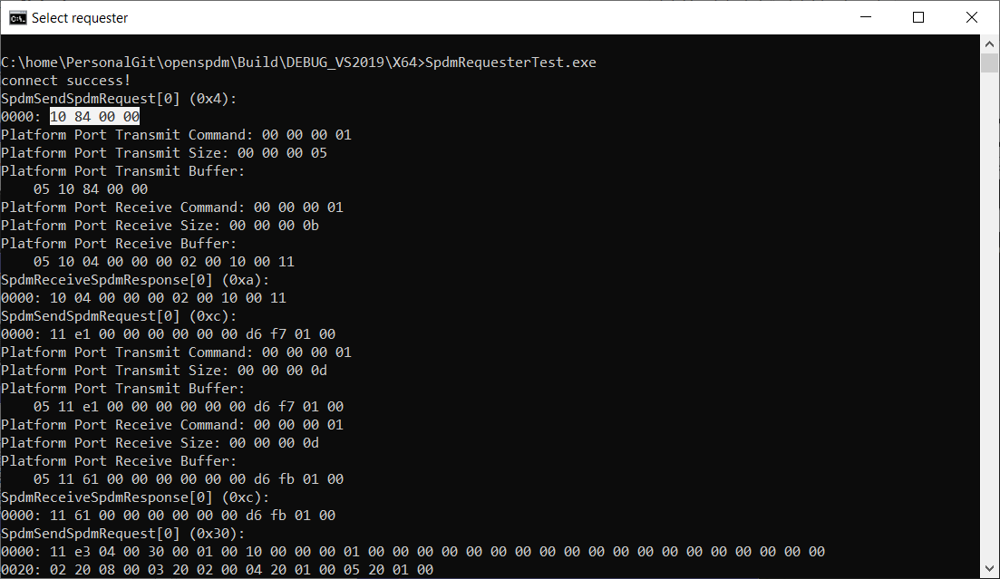 Select requester
C:\home\PersonalGit\openspdm\Build\DEBUG_VS2019\X64>SpdmRequesterTest.exe
connect success!
SpdmSendSpdmRequest[0] (0x4):
0000: 10 84 00 00
Platform Port Transmit Command: 00 00 00 01
Platform Port Transmit Size: 00 00 00 05
Platform Port Transmit Buffer:
    05 10 84 00 00
Platform Port Receive Command: 00 00 00 01
Platform Port Receive Size: 00 00 00 0b
Platform Port Receive Buffer:
    05 10 04 00 00 00 02 00 10 00 11
SpdmReceiveSpdmResponse[0] (0xa):
0000: 10 04 00 00 00 02 00 10 00 11
SpdmSendSpdmRequest[0] (0xc):
0000: 11 e1 00 00 00 00 00 00 d6 f7 01 00
Platform Port Transmit Command: 00 00 00 01
Platform Port Transmit Size: 00 00 00 0d
Platform Port Transmit Buffer:
    05 11 e1 00 00 00 00 00 00 d6 f7 01 00
Platform Port Receive Command: 00 00 00 01
Platform Port Receive Size: 00 00 00 0d
Platform Port Receive Buffer:
    05 11 61 00 00 00 00 00 00 d6 fb 01 00
SpdmReceiveSpdmResponse[0] (0xc):
0000: 11 61 00 00 00 00 00 00 d6 fb 01 00
SpdmSendSpdmRequest[0] (0x30):
0000: 11 e3 04 00 30 00 01 00 10 00 00 00 01 00 00 00 00 00 00 00 00 00 00 00 00 00 00 00 00 00 00 00
0020: 02 20 08 00 03 20 02 00 04 20 01 00 05 20 01 00